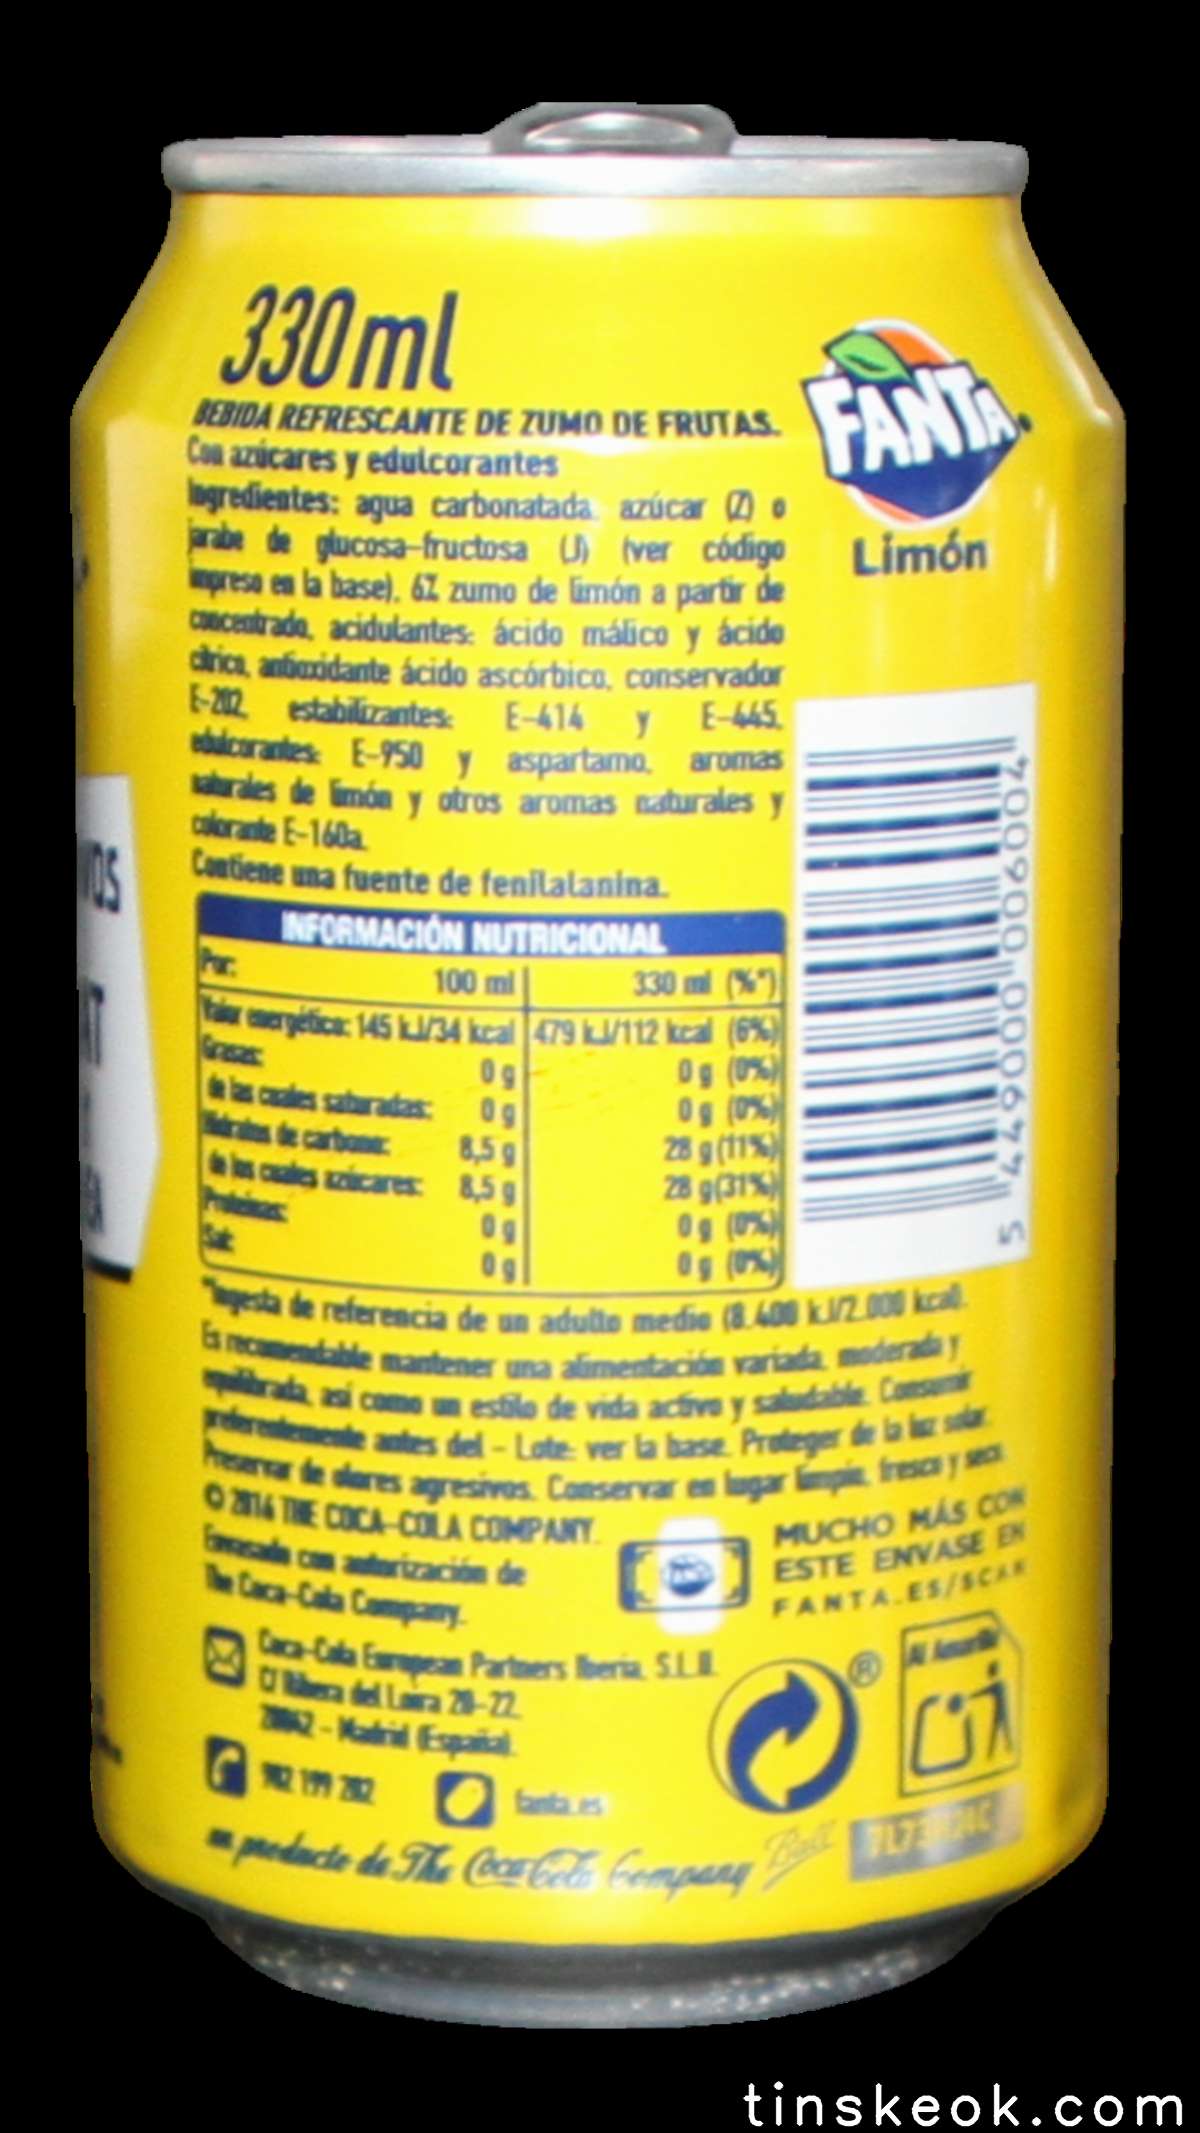 330ml
BEBIDA REFRESCANTE DE ZUMO DE FRUTAS.
Con azúcares y edulcorantes
Ingredientes: agua carbonatada, azúcar (Z) o
jarabe de glucosa-fructosa (J) (ver código
impreso en la base), 6% zumo de limón a partir de
concentrado, acidulantes: ácido málico y ácido
cítrico, antioxidante ácido ascórbico, conservador
E-202, estabilizantes: E-414 y E-445,
edulcorantes: E-950 y aspartamo, aromas
naturales de limón y otros aromas naturales y
colorante E-160a.
Contiene una fuente de fenilalanina.
FANTA
Limón
INFORMACIÓN NUTRICIONAL
Por: 100 ml 330 ml (%*)
Valor energético: 145 kJ/34 kcal 479 kJ/112 kcal (6%)
Grasas: 0 g 0 g (0%)
de las cuales saturadas: 0 g 0 g (0%)
Hidratos de carbono: 8,5 g 28 g (11%)
de los cuales azúcares: 8,5 g 28 g (31%)
Proteínas: 0 g 0 g (0%)
Sal: 0 g 0 g (0%)
5 449000 006004
*Ingesta de referencia de un adulto medio (8.400 kJ/2.000 kcal).
Es recomendable mantener una alimentación variada, moderada y
equilibrada, así como un estilo de vida activo y saludable. Consumir
preferentemente antes del - Lote: ver la base. Proteger de la luz solar.
Preservar de olores agresivos. Conservar en lugar limpio, fresco y seco.
© 2016 THE COCA-COLA COMPANY.
Envasado con autorización de
The Coca-Cola Company.
MUCHO MÁS CON
ESTE ENVASE EN
FANTA.ES/SCAN
FANTA
Coca-Cola European Partners Iberia, S.L.U.
C/ Ribera del Loira 20-22.
28042 - Madrid (España).
902 199 202
fanta.es
Al Amarillo
®
un producto de The Coca-Cola Company
Ball
tinskeok.com